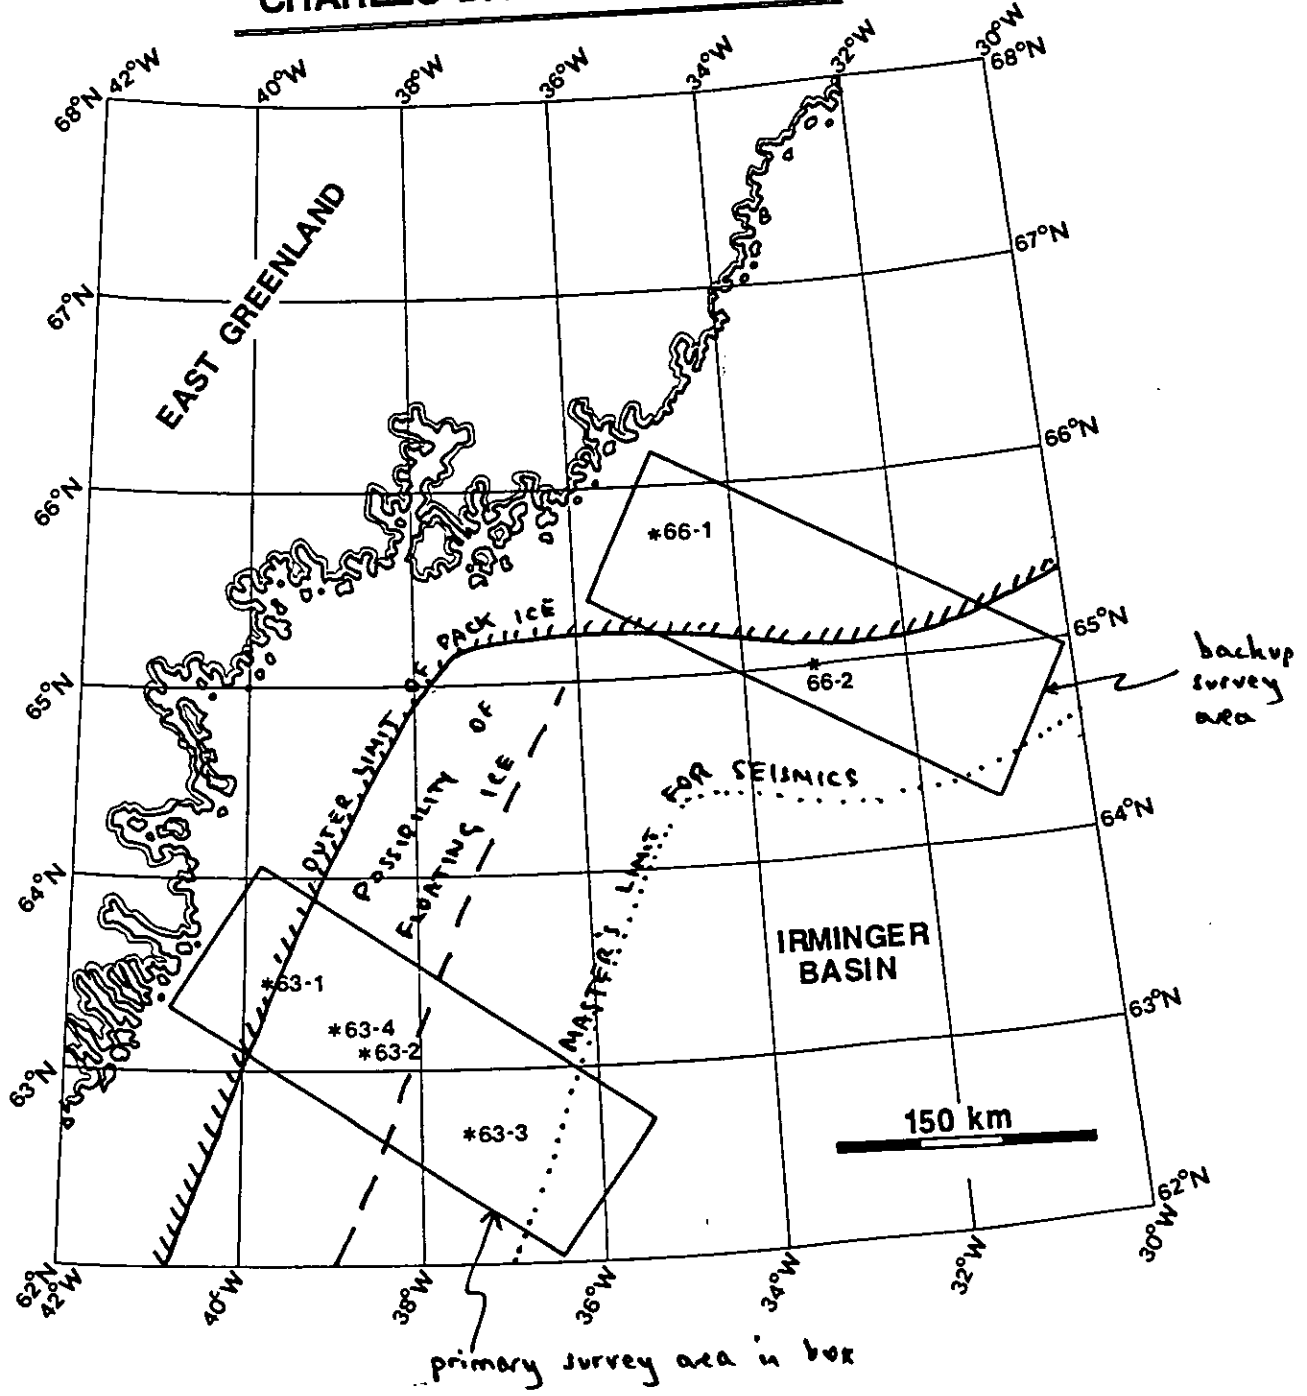 42°W
40°W
38°W
36°W
34°W
32°W
30°W
68°N
68°N
EAST GREENLAND
67°N
67°N
66°N
66°N
*66-1
OUTER LIMIT OF PACK ICE
65°N
65°N
*
66-2
backup
survey
area
POSSIBILITY OF
FLOATING ICE
MASTER'S LIMIT FOR SEISMICS
64°N
64°N
IRMINGER
BASIN
*63-1
*63-4
*63-2
63°N
63°N
*63-3
150 km
62°N
62°N
42°W
40°W
38°W
36°W
34°W
32°W
30°W
primary survey area in box